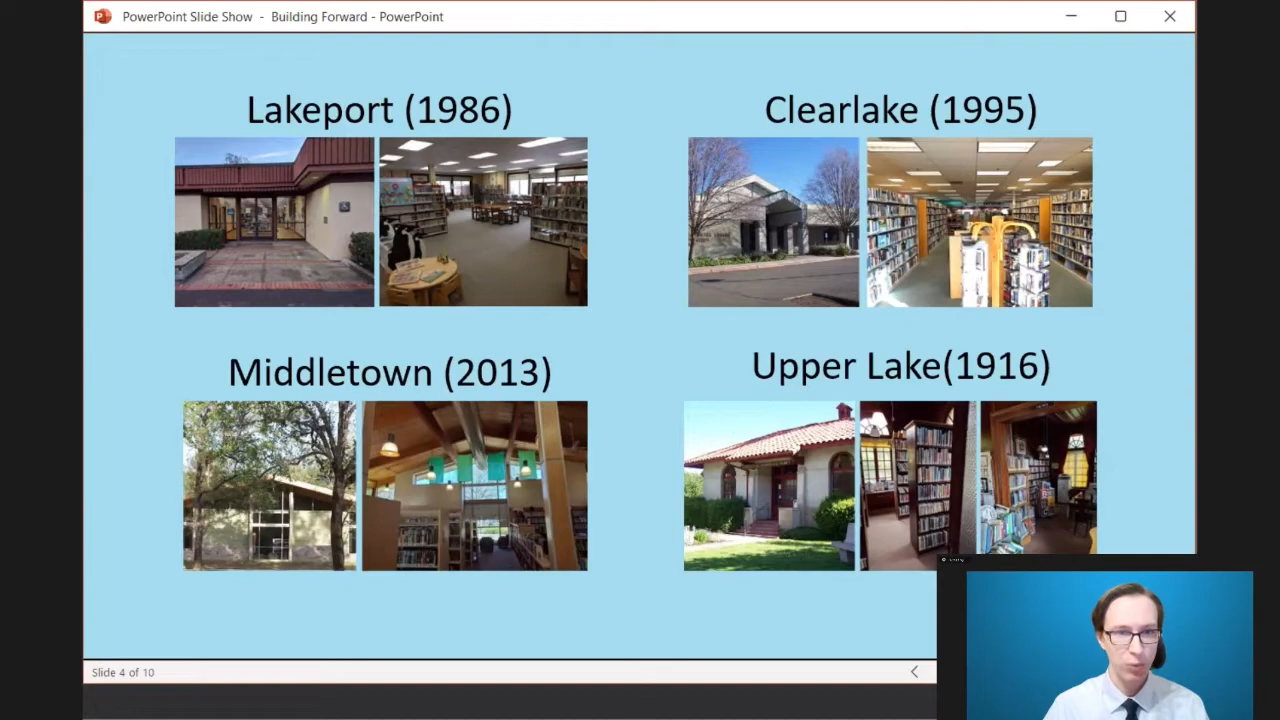 PowerPoint Slide Show - Building Forward - PowerPoint
Lakeport (1986)
Clearlake (1995)
Middletown (2013)
Upper Lake(1916)
Slide 4 of 10